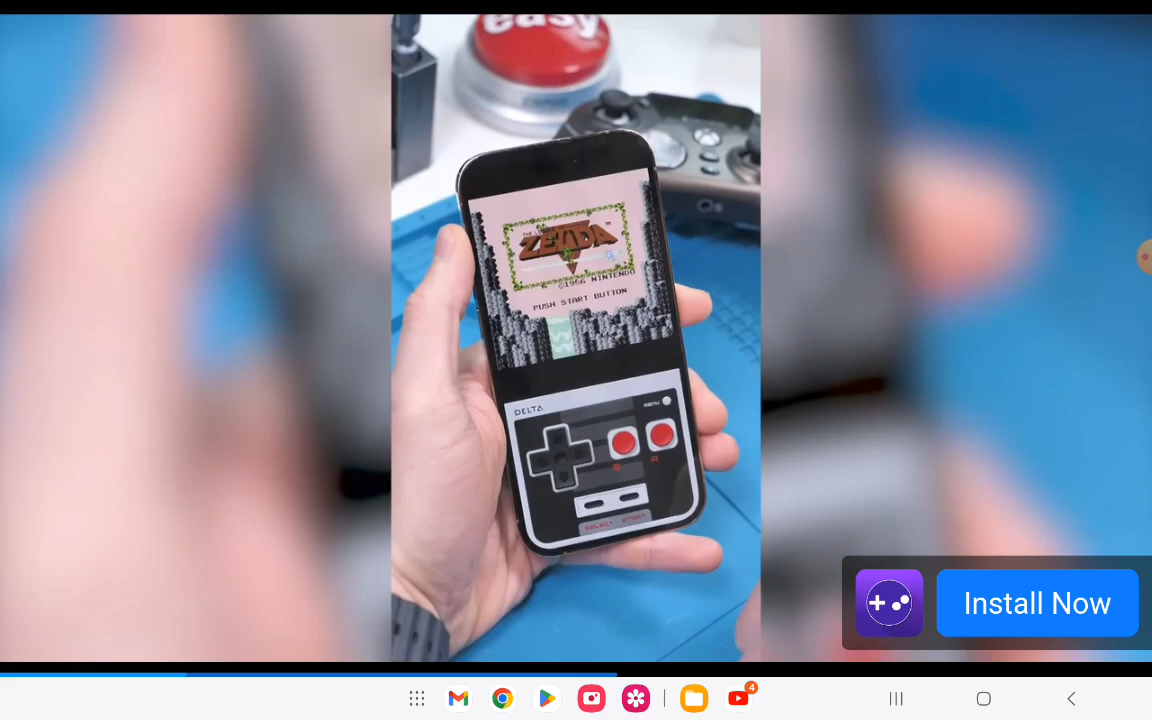 easy
THE LEGEND OF
ZELDA
©1986 NINTENDO
PUSH START BUTTON
DELTA
MENU
B
A
SELECT START
Install Now
4